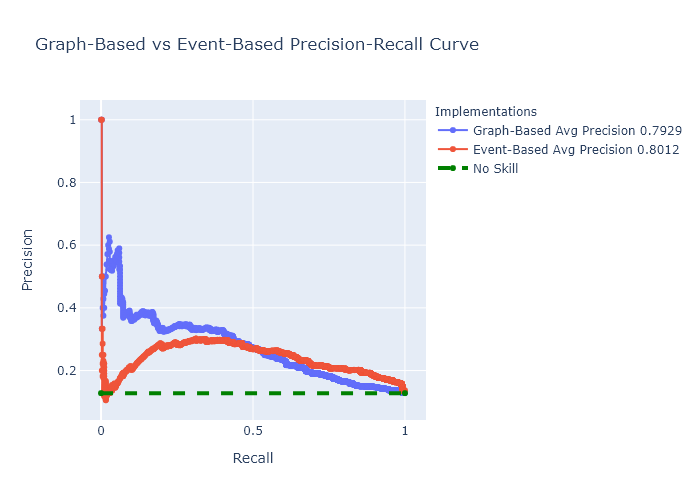 Graph-Based vs Event-Based Precision-Recall Curve
Implementations
Graph-Based Avg Precision 0.7929
Event-Based Avg Precision 0.8012
No Skill
Precision
1
0.8
0.6
0.4
0.2
0
0.5
1
Recall